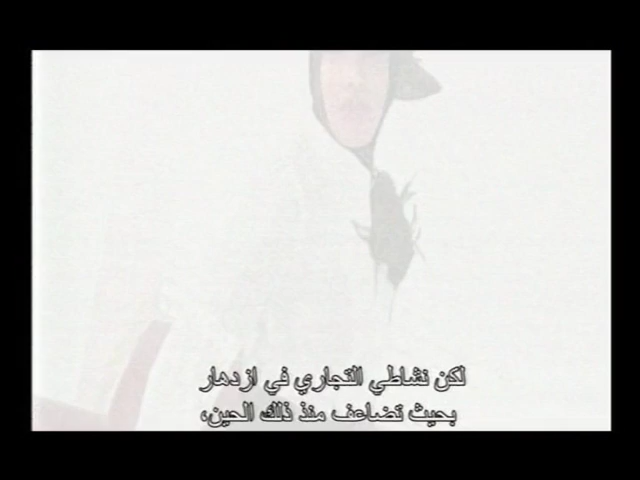 لكن نشاطي التجاري في ازدهار
بحيث تضاعف منذ ذلك الحين،